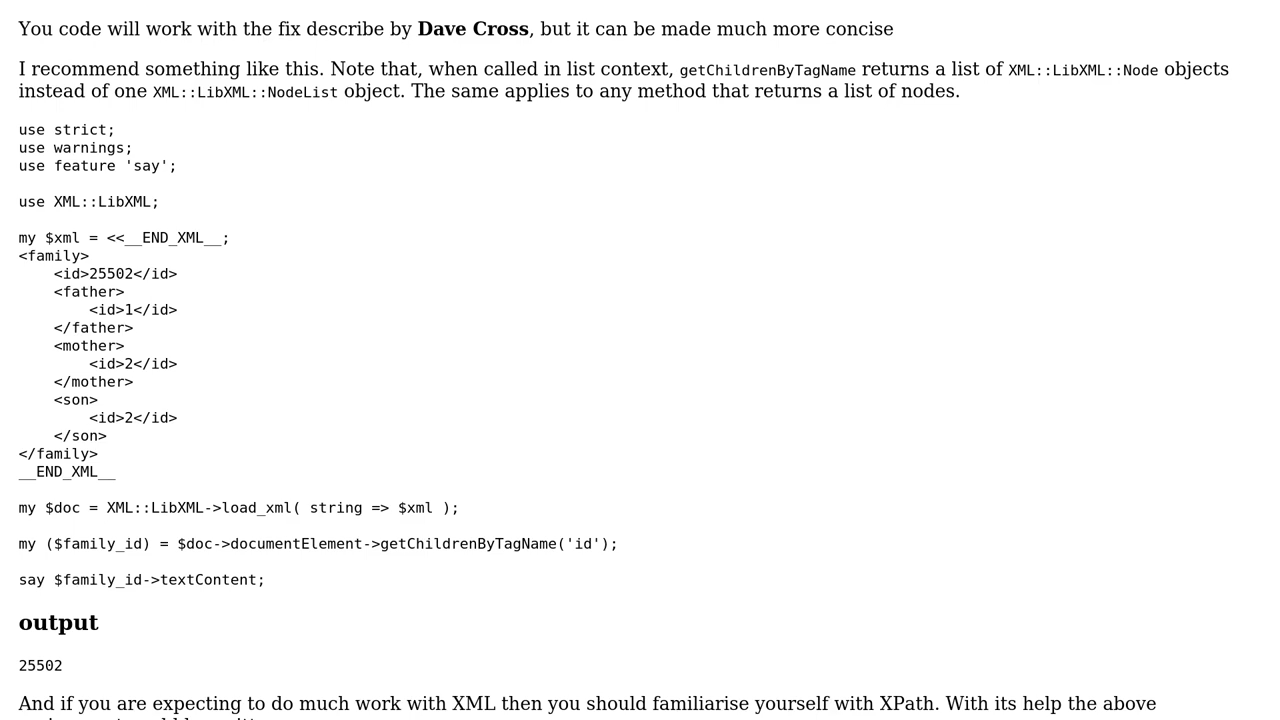 You code will work with the fix describe by Dave Cross, but it can be made much more concise
I recommend something like this. Note that, when called in list context, getChildrenByTagName returns a list of XML::LibXML::Node objects
instead of one XML::LibXML::NodeList object. The same applies to any method that returns a list of nodes.
use strict;
use warnings;
use feature 'say';
use XML::LibXML;
my $xml = <<__END_XML__;
<family>
    <id>25502</id>
    <father>
        <id>1</id>
    </father>
    <mother>
        <id>2</id>
    </mother>
    <son>
        <id>2</id>
    </son>
</family>
__END_XML__
my $doc = XML::LibXML->load_xml( string => $xml );
my ($family_id) = $doc->documentElement->getChildrenByTagName('id');
say $family_id->textContent;
output
25502
And if you are expecting to do much work with XML then you should familiarise yourself with XPath. With its help the above